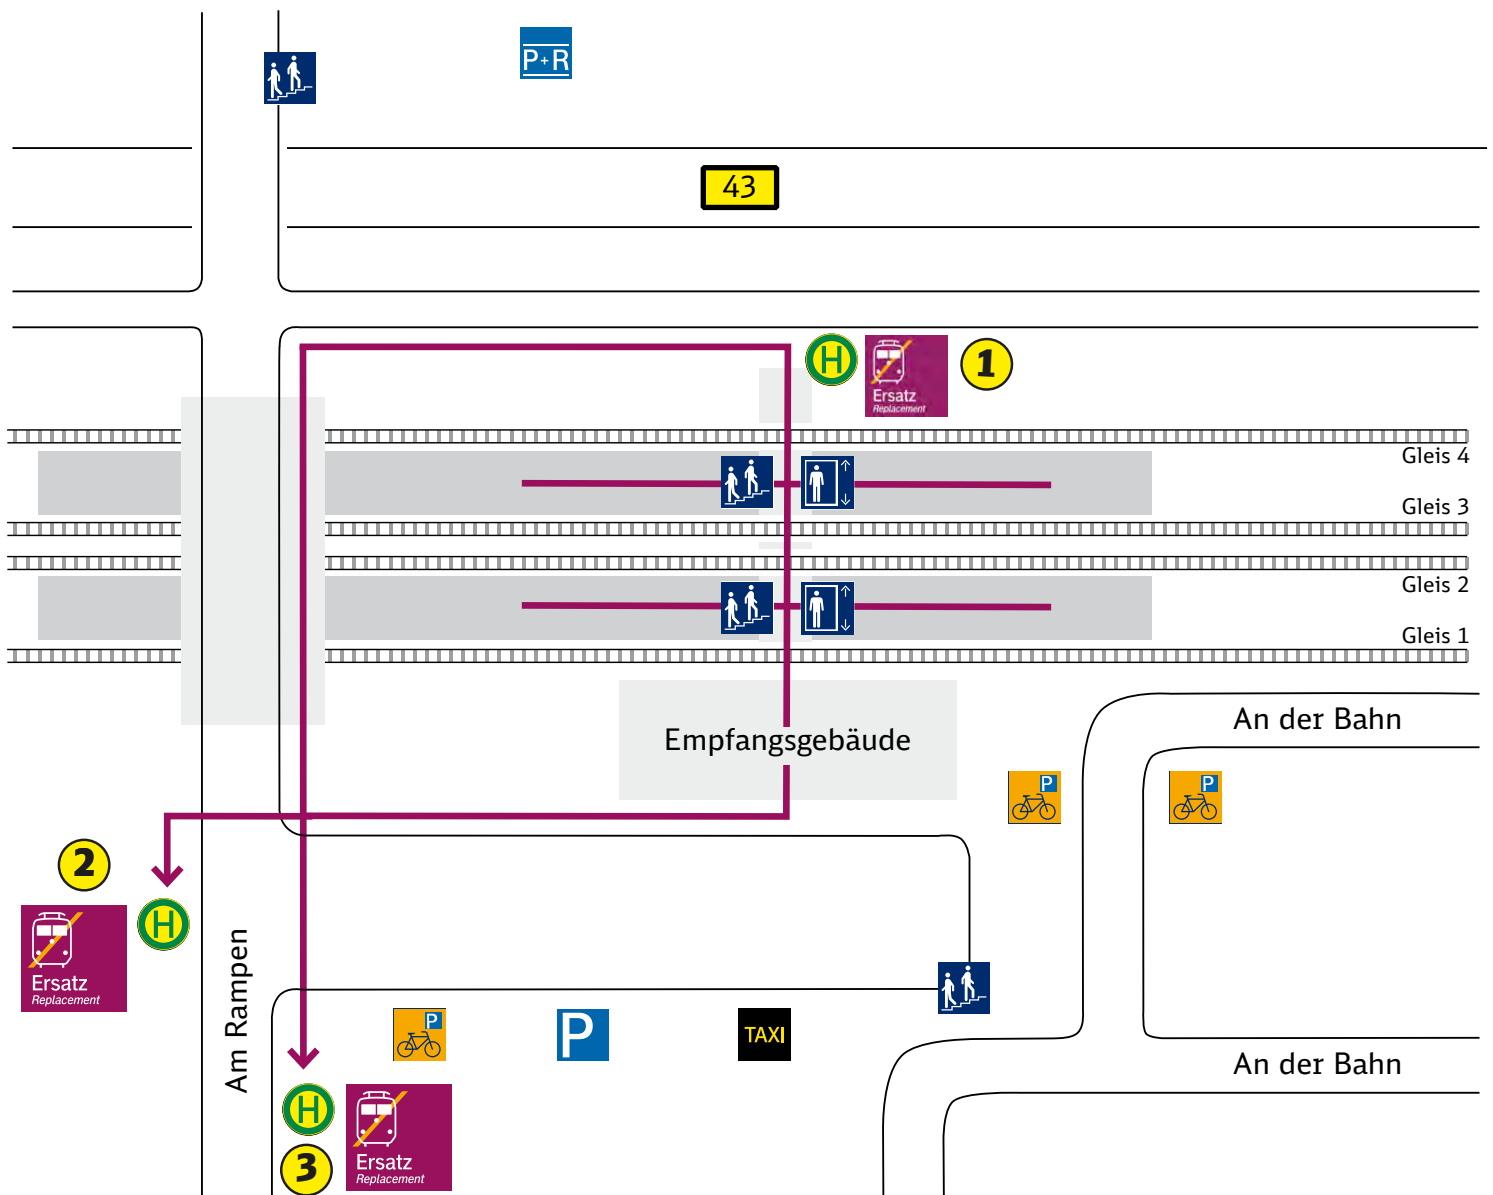 P+R
43
H
Ersatz
Replacement
1
Gleis 4
Gleis 3
Gleis 2
Gleis 1
Empfangsgebäude
An der Bahn
P
P
2
H
Ersatz
Replacement
Am Rampen
P
P
TAXI
An der Bahn
H
Ersatz
Replacement
3